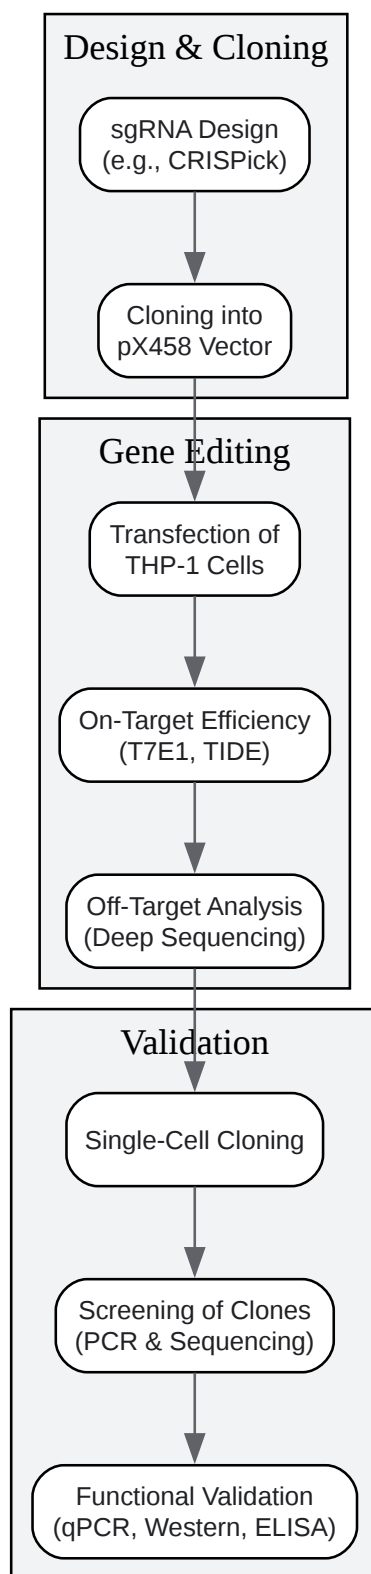 Design & Cloning
sgRNA Design
(e.g., CRISPick)
Cloning into
pX458 Vector
Gene Editing
Transfection of
THP-1 Cells
On-Target Efficiency
(T7E1, TIDE)
Off-Target Analysis
(Deep Sequencing)
Validation
Single-Cell Cloning
Screening of Clones
(PCR & Sequencing)
Functional Validation
(qPCR, Western, ELISA)